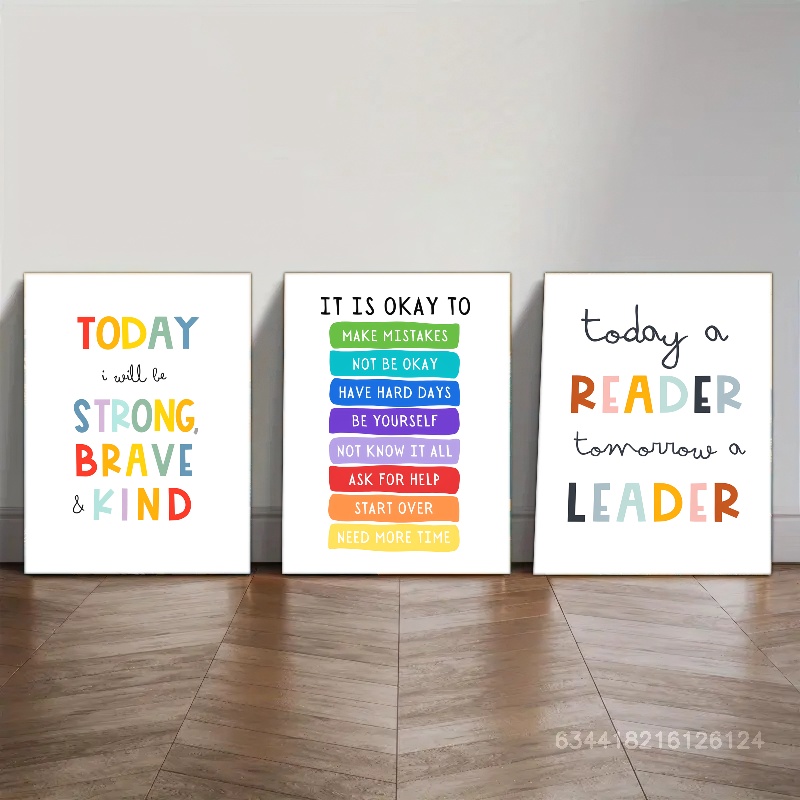 TODAY
i will be
STRONG,
BRAVE
& KIND
IT IS OKAY TO
MAKE MISTAKES
NOT BE OKAY
HAVE HARD DAYS
BE YOURSELF
NOT KNOW IT ALL
ASK FOR HELP
START OVER
NEED MORE TIME
today a
READER
tomorrow a
LEADER
634418216126124